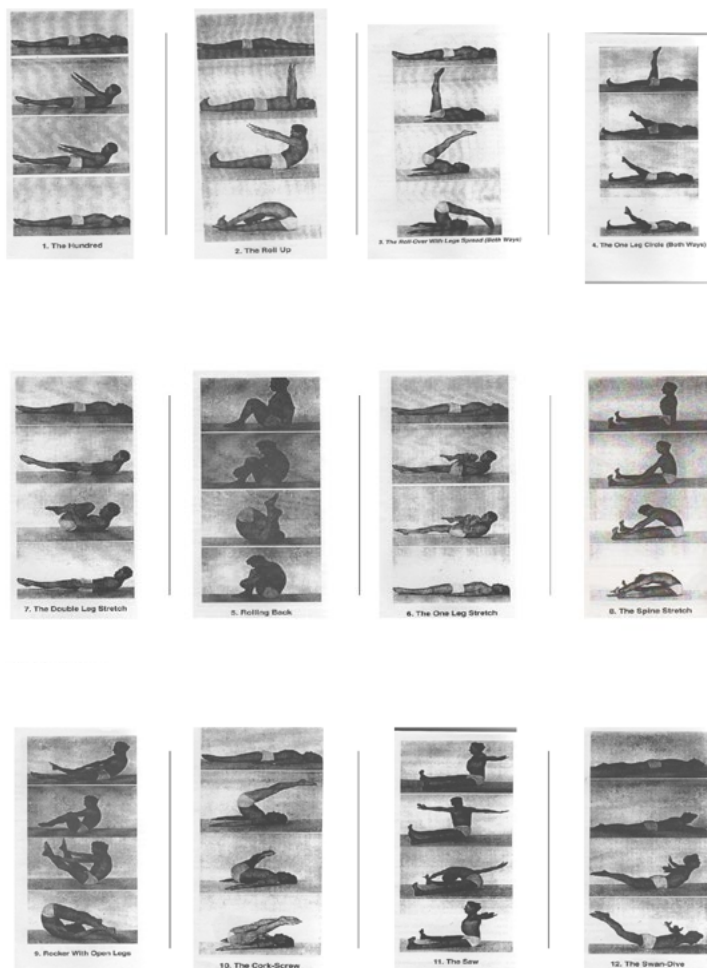 1. The Hundred
2. The Roll Up
3. The Roll-Over With Legs Spread (Both Ways)
4. The One Leg Circle (Both Ways)
7. The Double Leg Stretch
5. Rolling Back
6. The One Leg Stretch
8. The Spine Stretch
9. Rocker With Open Legs
10. The Cork-Screw
11. The Saw
12. The Swan-Dive